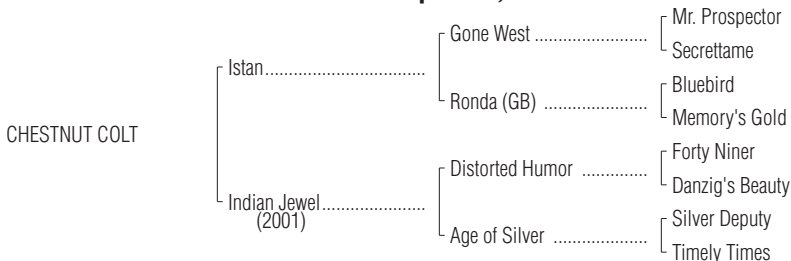 Mr. Prospector
Gone West ........................
Secrettame
Istan.................................
Bluebird
Ronda (GB) ......................
Memory's Gold
CHESTNUT COLT
Forty Niner
Distorted Humor ..............
Danzig's Beauty
Indian Jewel.....................
(2001)
Silver Deputy
Age of Silver ....................
Timely Times